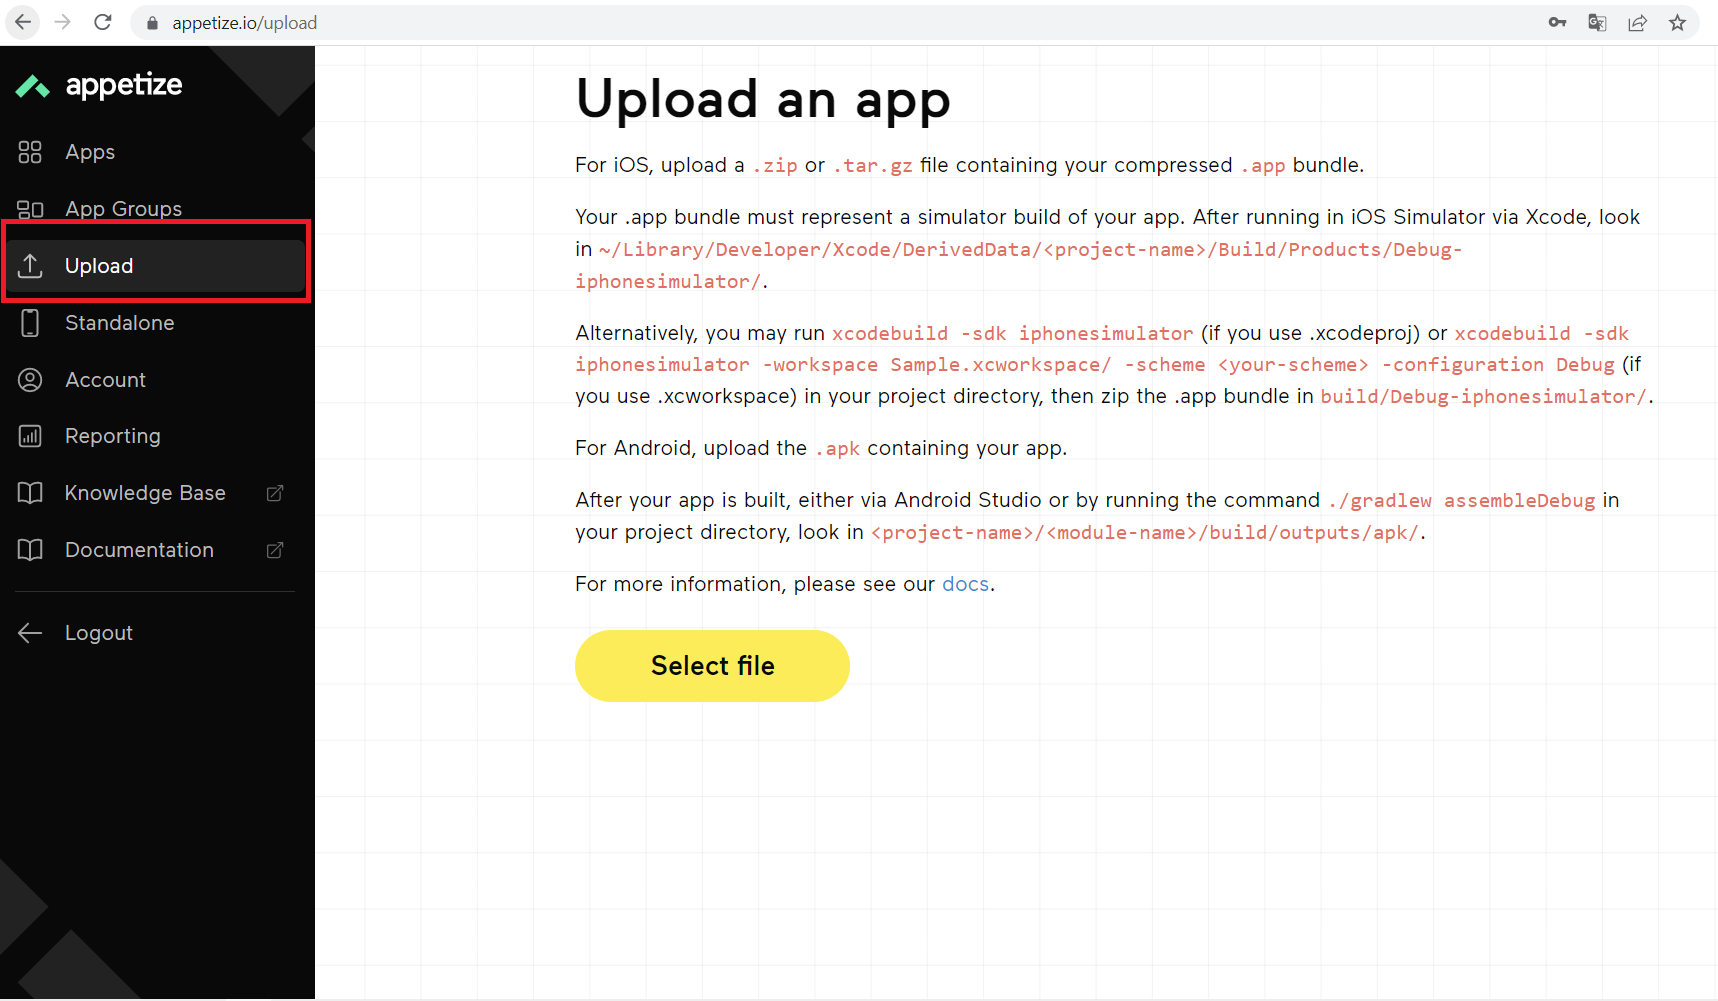 appetize.io/upload
appetize
Apps
App Groups
Upload
Standalone
Account
Reporting
Knowledge Base
Documentation
Logout
Upload an app
For iOS, upload a .zip or .tar.gz file containing your compressed .app bundle.
Your .app bundle must represent a simulator build of your app. After running in iOS Simulator via Xcode, look
in ~/Library/Developer/Xcode/DerivedData/<project-name>/Build/Products/Debug-
iphonesimulator/.
Alternatively, you may run xcodebuild -sdk iphonesimulator (if you use .xcodeproj) or xcodebuild -sdk
iphonesimulator -workspace Sample.xcworkspace/ -scheme <your-scheme> -configuration Debug (if
you use .xcworkspace) in your project directory, then zip the .app bundle in build/Debug-iphonesimulator/.
For Android, upload the .apk containing your app.
After your app is built, either via Android Studio or by running the command ./gradlew assembleDebug in
your project directory, look in <project-name>/<module-name>/build/outputs/apk/.
For more information, please see our docs.
Select file